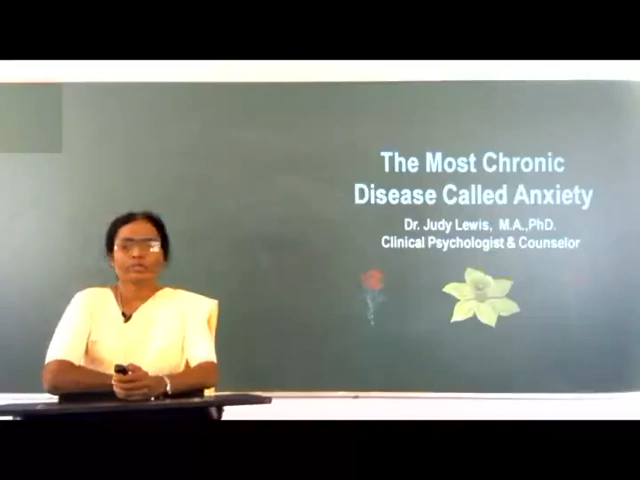 The Most Chronic
Disease Called Anxiety
Dr. Judy Lewis, M.A.,PhD.
Clinical Psychologist & Counselor